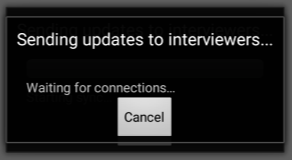 Sending updates to interviewers...
Waiting for connections...
Cancel